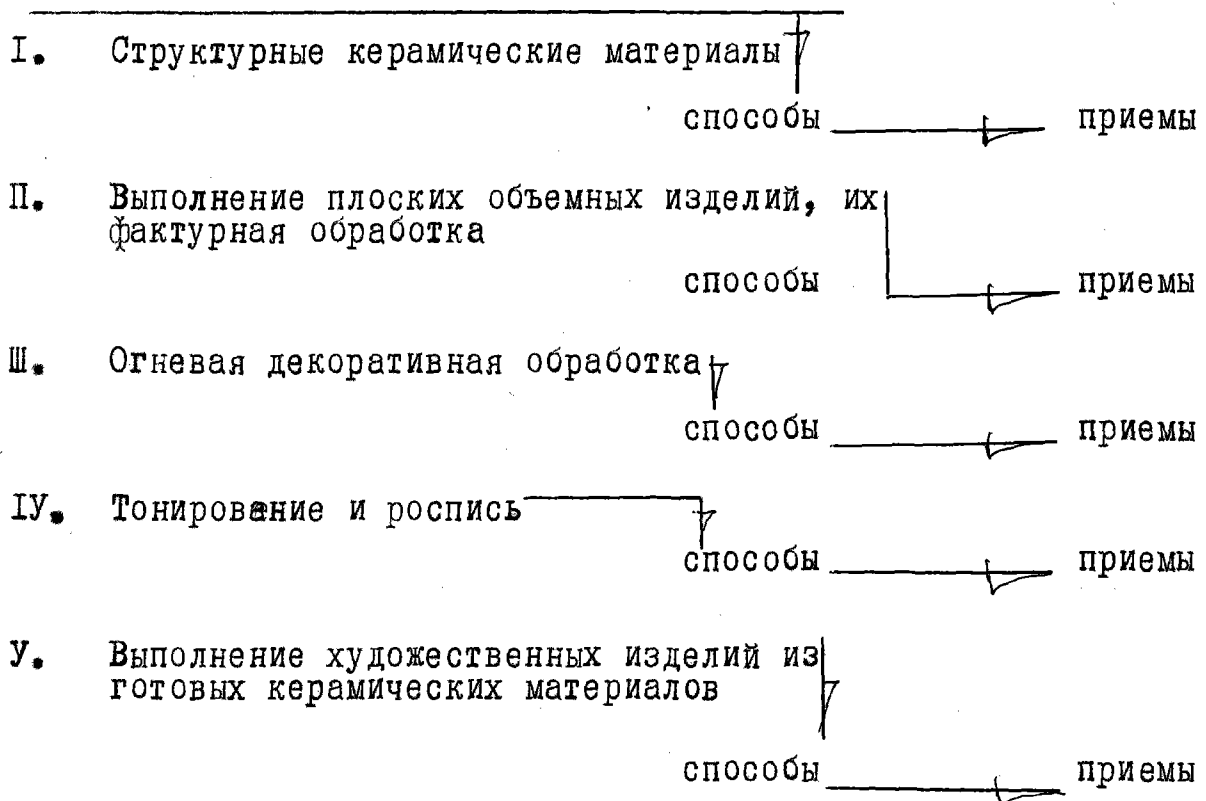 I. Структурные керамические материалы
способы приемы
П. Выполнение плоских объемных изделий, их
фактурная обработка
способы приемы
Ш. Огневая декоративная обработка
способы приемы
IУ. Тонирование и роспись
способы приемы
У. Выполнение художественных изделий из
готовых керамических материалов
способы приемы